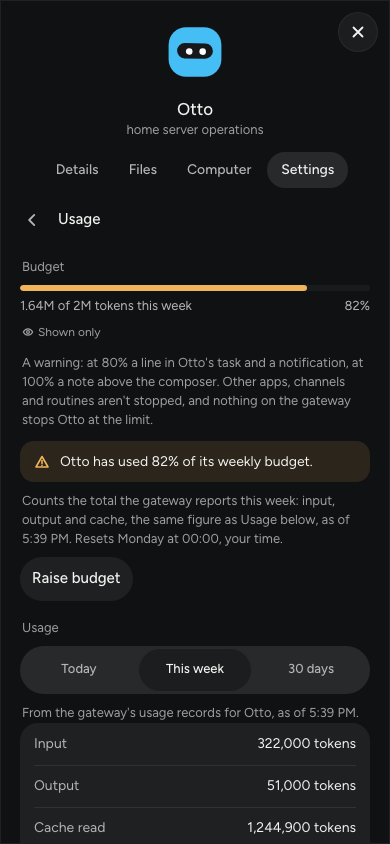 Otto
home server operations
Details Files Computer Settings
Usage
Budget
1.64M of 2M tokens this week 82%
Shown only
A warning: at 80% a line in Otto's task and a notification, at
100% a note above the composer. Other apps, channels
and routines aren't stopped, and nothing on the gateway
stops Otto at the limit.
Otto has used 82% of its weekly budget.
Counts the total the gateway reports this week: input,
output and cache, the same figure as Usage below, as of
5:39 PM. Resets Monday at 00:00, your time.
Raise budget
Usage
Today This week 30 days
From the gateway's usage records for Otto, as of 5:39 PM.
Input 322,000 tokens
Output 51,000 tokens
Cache read 1,244,900 tokens